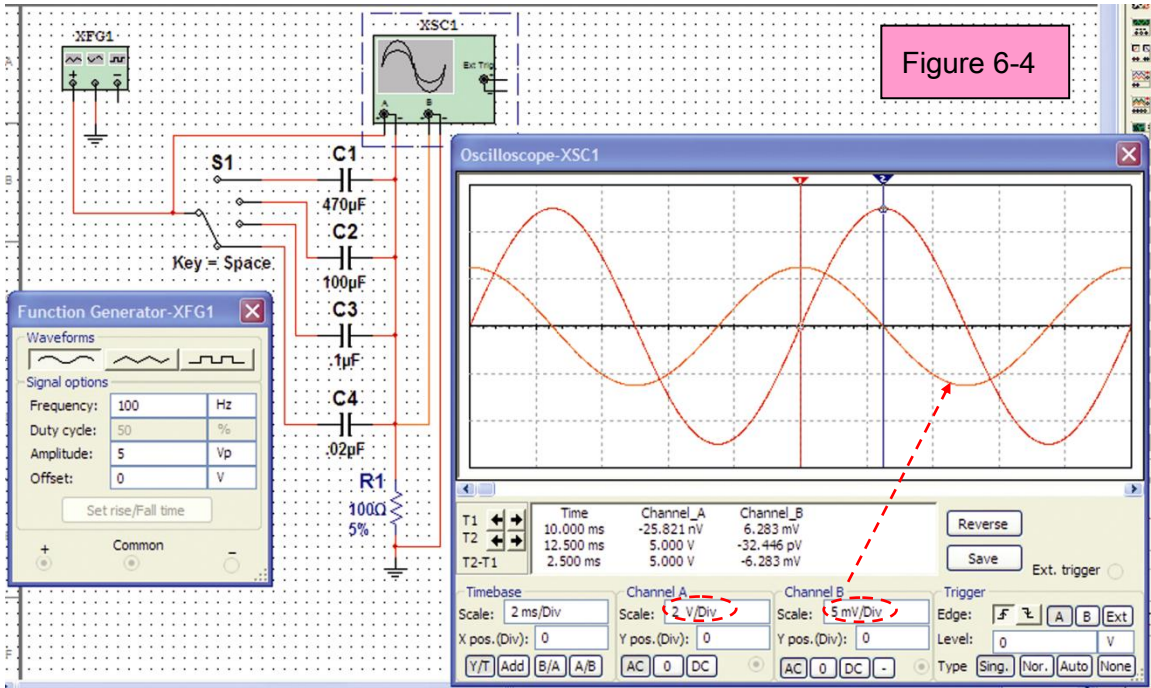 XFG1
XSC1
Ext Trig
A
B
Figure 6-4
S1
Key = Space
C1
470µF
C2
100µF
C3
.1µF
C4
.02µF
R1
100Ω
5%
Function Generator-XFG1
Waveforms
Signal options
Frequency: 100 Hz
Duty cycle: 50 %
Amplitude: 5 Vp
Offset: 0 V
Set rise/Fall time
+ Common -
Oscilloscope-XSC1
1 2
Time Channel_A Channel_B
T1 10.000 ms -25.821 nV 6.283 mV
T2 12.500 ms 5.000 V -32.446 pV
T2-T1 2.500 ms 5.000 V -6.283 mV
Reverse
Save
Ext. trigger
Timebase
Scale: 2 ms/Div
X pos.(Div): 0
Y/T Add B/A A/B
Channel A
Scale: 2 V/Div
Y pos.(Div): 0
AC 0 DC
Channel B
Scale: 5 mV/Div
Y pos.(Div): 0
AC 0 DC -
Trigger
Edge: A B Ext
Level: 0 V
Type Sing. Nor. Auto None